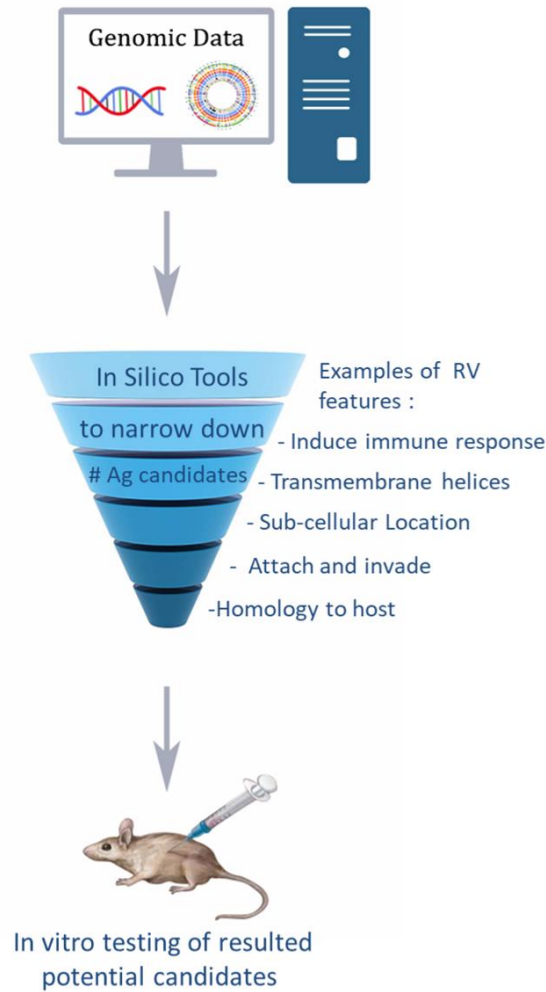 Genomic Data
In Silico Tools
to narrow down
# Ag candidates
Examples of RV
features :
- Induce immune response
- Transmembrane helices
- Sub-cellular Location
- Attach and invade
-Homology to host
In vitro testing of resulted
potential candidates